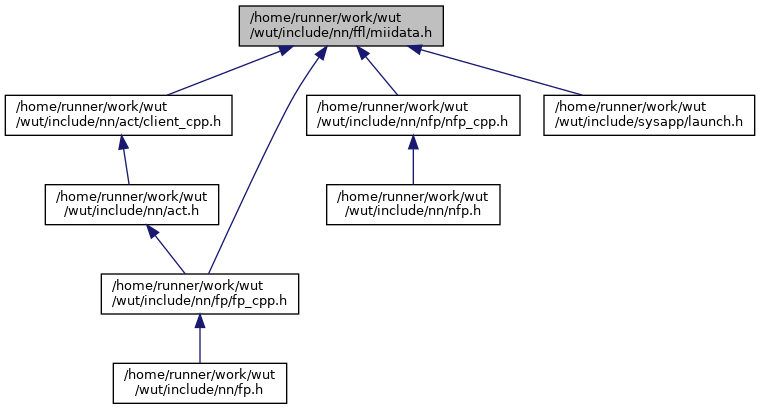 /home/runner/work/wut
/wut/include/nn/ffl/miidata.h
/home/runner/work/wut
/wut/include/nn/act/client_cpp.h
/home/runner/work/wut
/wut/include/nn/nfp/nfp_cpp.h
/home/runner/work/wut
/wut/include/sysapp/launch.h
/home/runner/work/wut
/wut/include/nn/act.h
/home/runner/work/wut
/wut/include/nn/nfp.h
/home/runner/work/wut
/wut/include/nn/fp/fp_cpp.h
/home/runner/work/wut
/wut/include/nn/fp.h